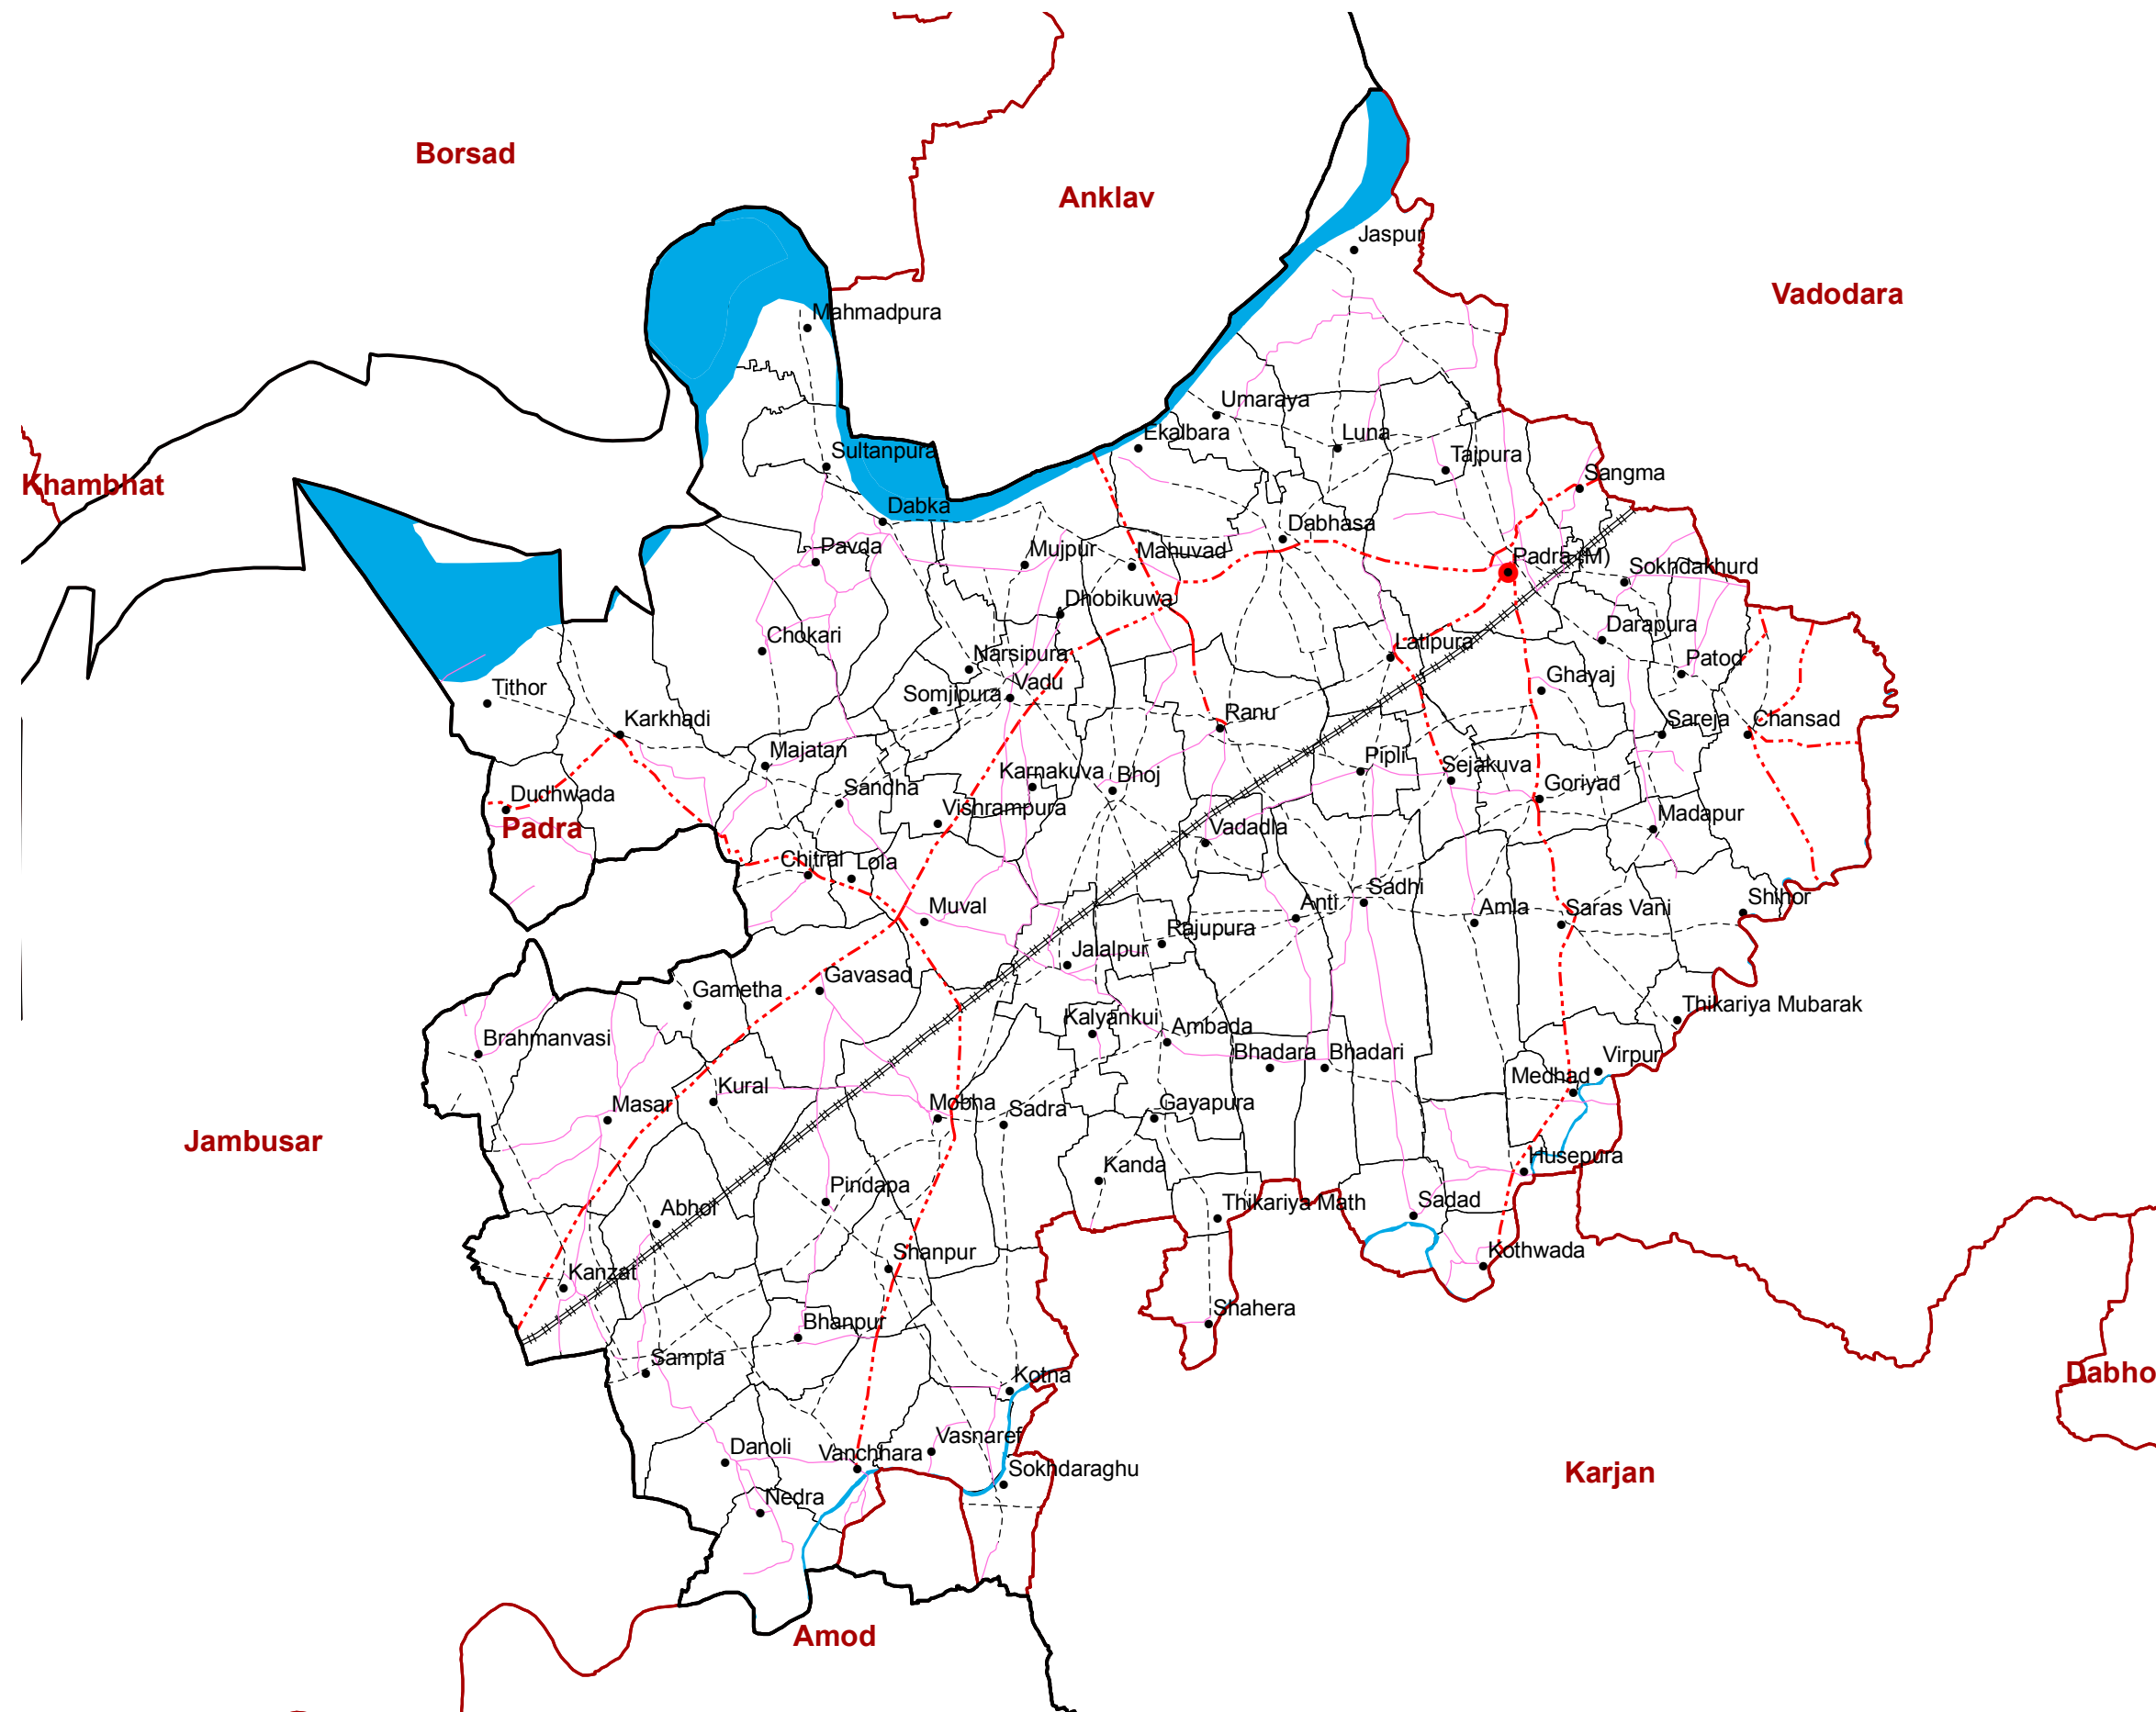 Borsad
Anklav
Jaspur
Vadodara
Mahmadpura
Umaraya
Ekalbara
Luna
Sultanpura
Tajpura
Sangma
Khambhat
Dabka
Dabhasa
Pavda
Mujpur
Mahuvad
Padra (M)
Sokhdakhurd
Dhobikuwa
Chokari
Darapura
Latipura
Narsipura
Patod
Tithor
Somjipura
Vadu
Ghayaj
Karkhadi
Ranu
Sareja
Chansad
Majatan
Pipli
Karnakuva
Bhoj
Sejakuva
Dudhwada
Sandha
Goriyad
Vishrampura
Padra
Vadadla
Madapur
Chitral
Lola
Sadhi
Muval
Anti
Amla
Saras Vani
Shihor
Rajupura
Jalalpur
Gavasad
Gametha
Thikariya Mubarak
Kalyankui
Ambada
Brahmanvasi
Bhadara
Bhadari
Virpur
Medhad
Kural
Masar
Mobha
Sadra
Gayapura
Jambusar
Husepura
Kanda
Pindapa
Abhol
Thikariya Math
Sadad
Shanpur
Kothwada
Kanzat
Shahera
Bhanpur
Sampla
Kotna
Dabho
Danoli
Vanchhara
Vasnaref
Sokhdaraghu
Karjan
Nedra
Amod